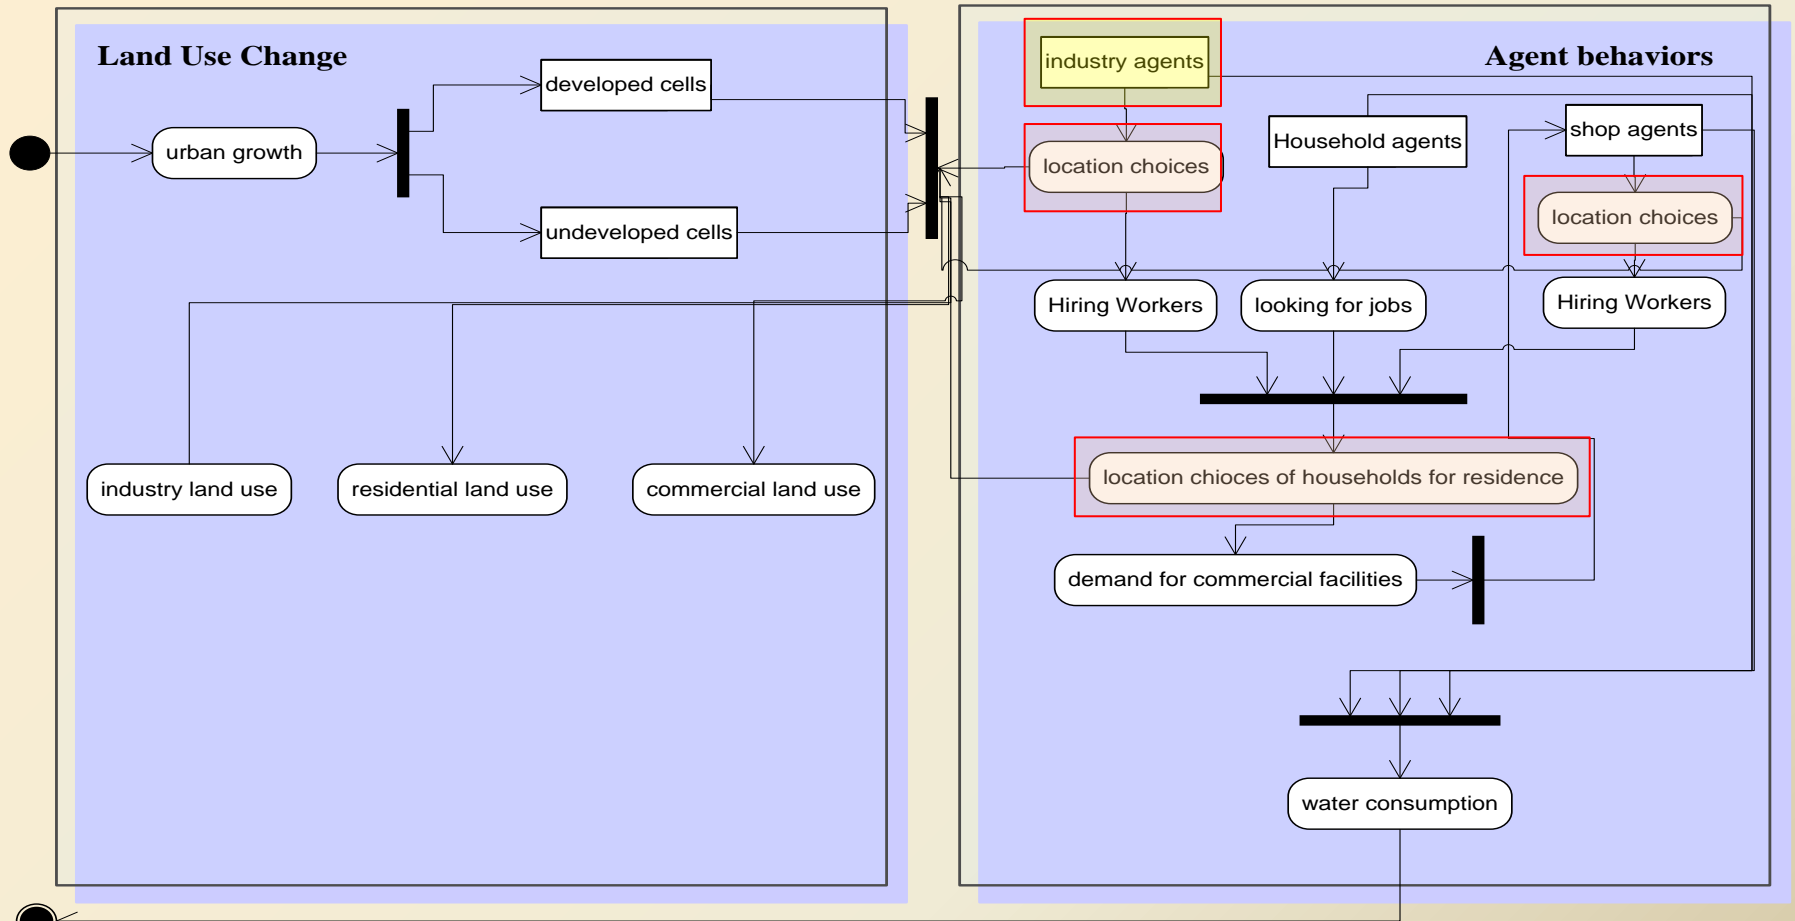 Land Use Change
urban growth
developed cells
undeveloped cells
industry land use
residential land use
commercial land use
Agent behaviors
industry agents
location choices
Household agents
shop agents
location choices
Hiring Workers
looking for jobs
Hiring Workers
location chioces of households for residence
demand for commercial facilities
water consumption